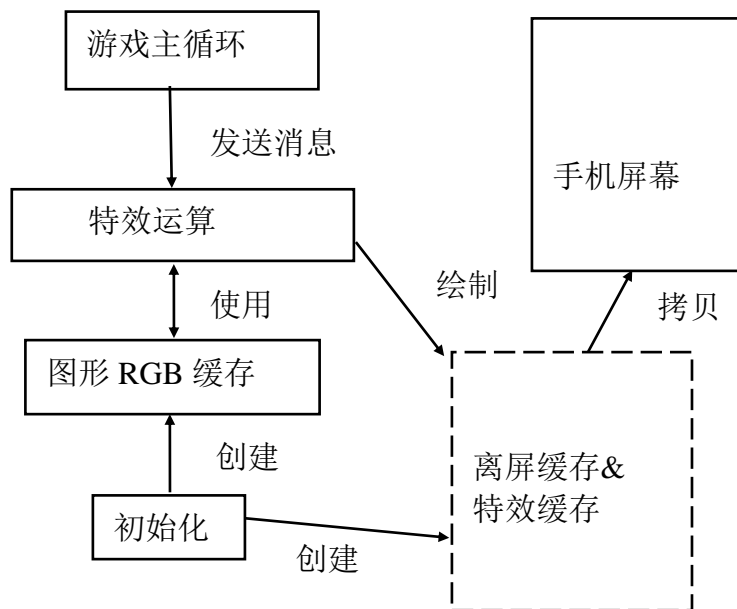 游戏主循环
发送消息
手机屏幕
特效运算
使用
绘制
拷贝
图形 RGB 缓存
创建
离屏缓存&
特效缓存
初始化
创建